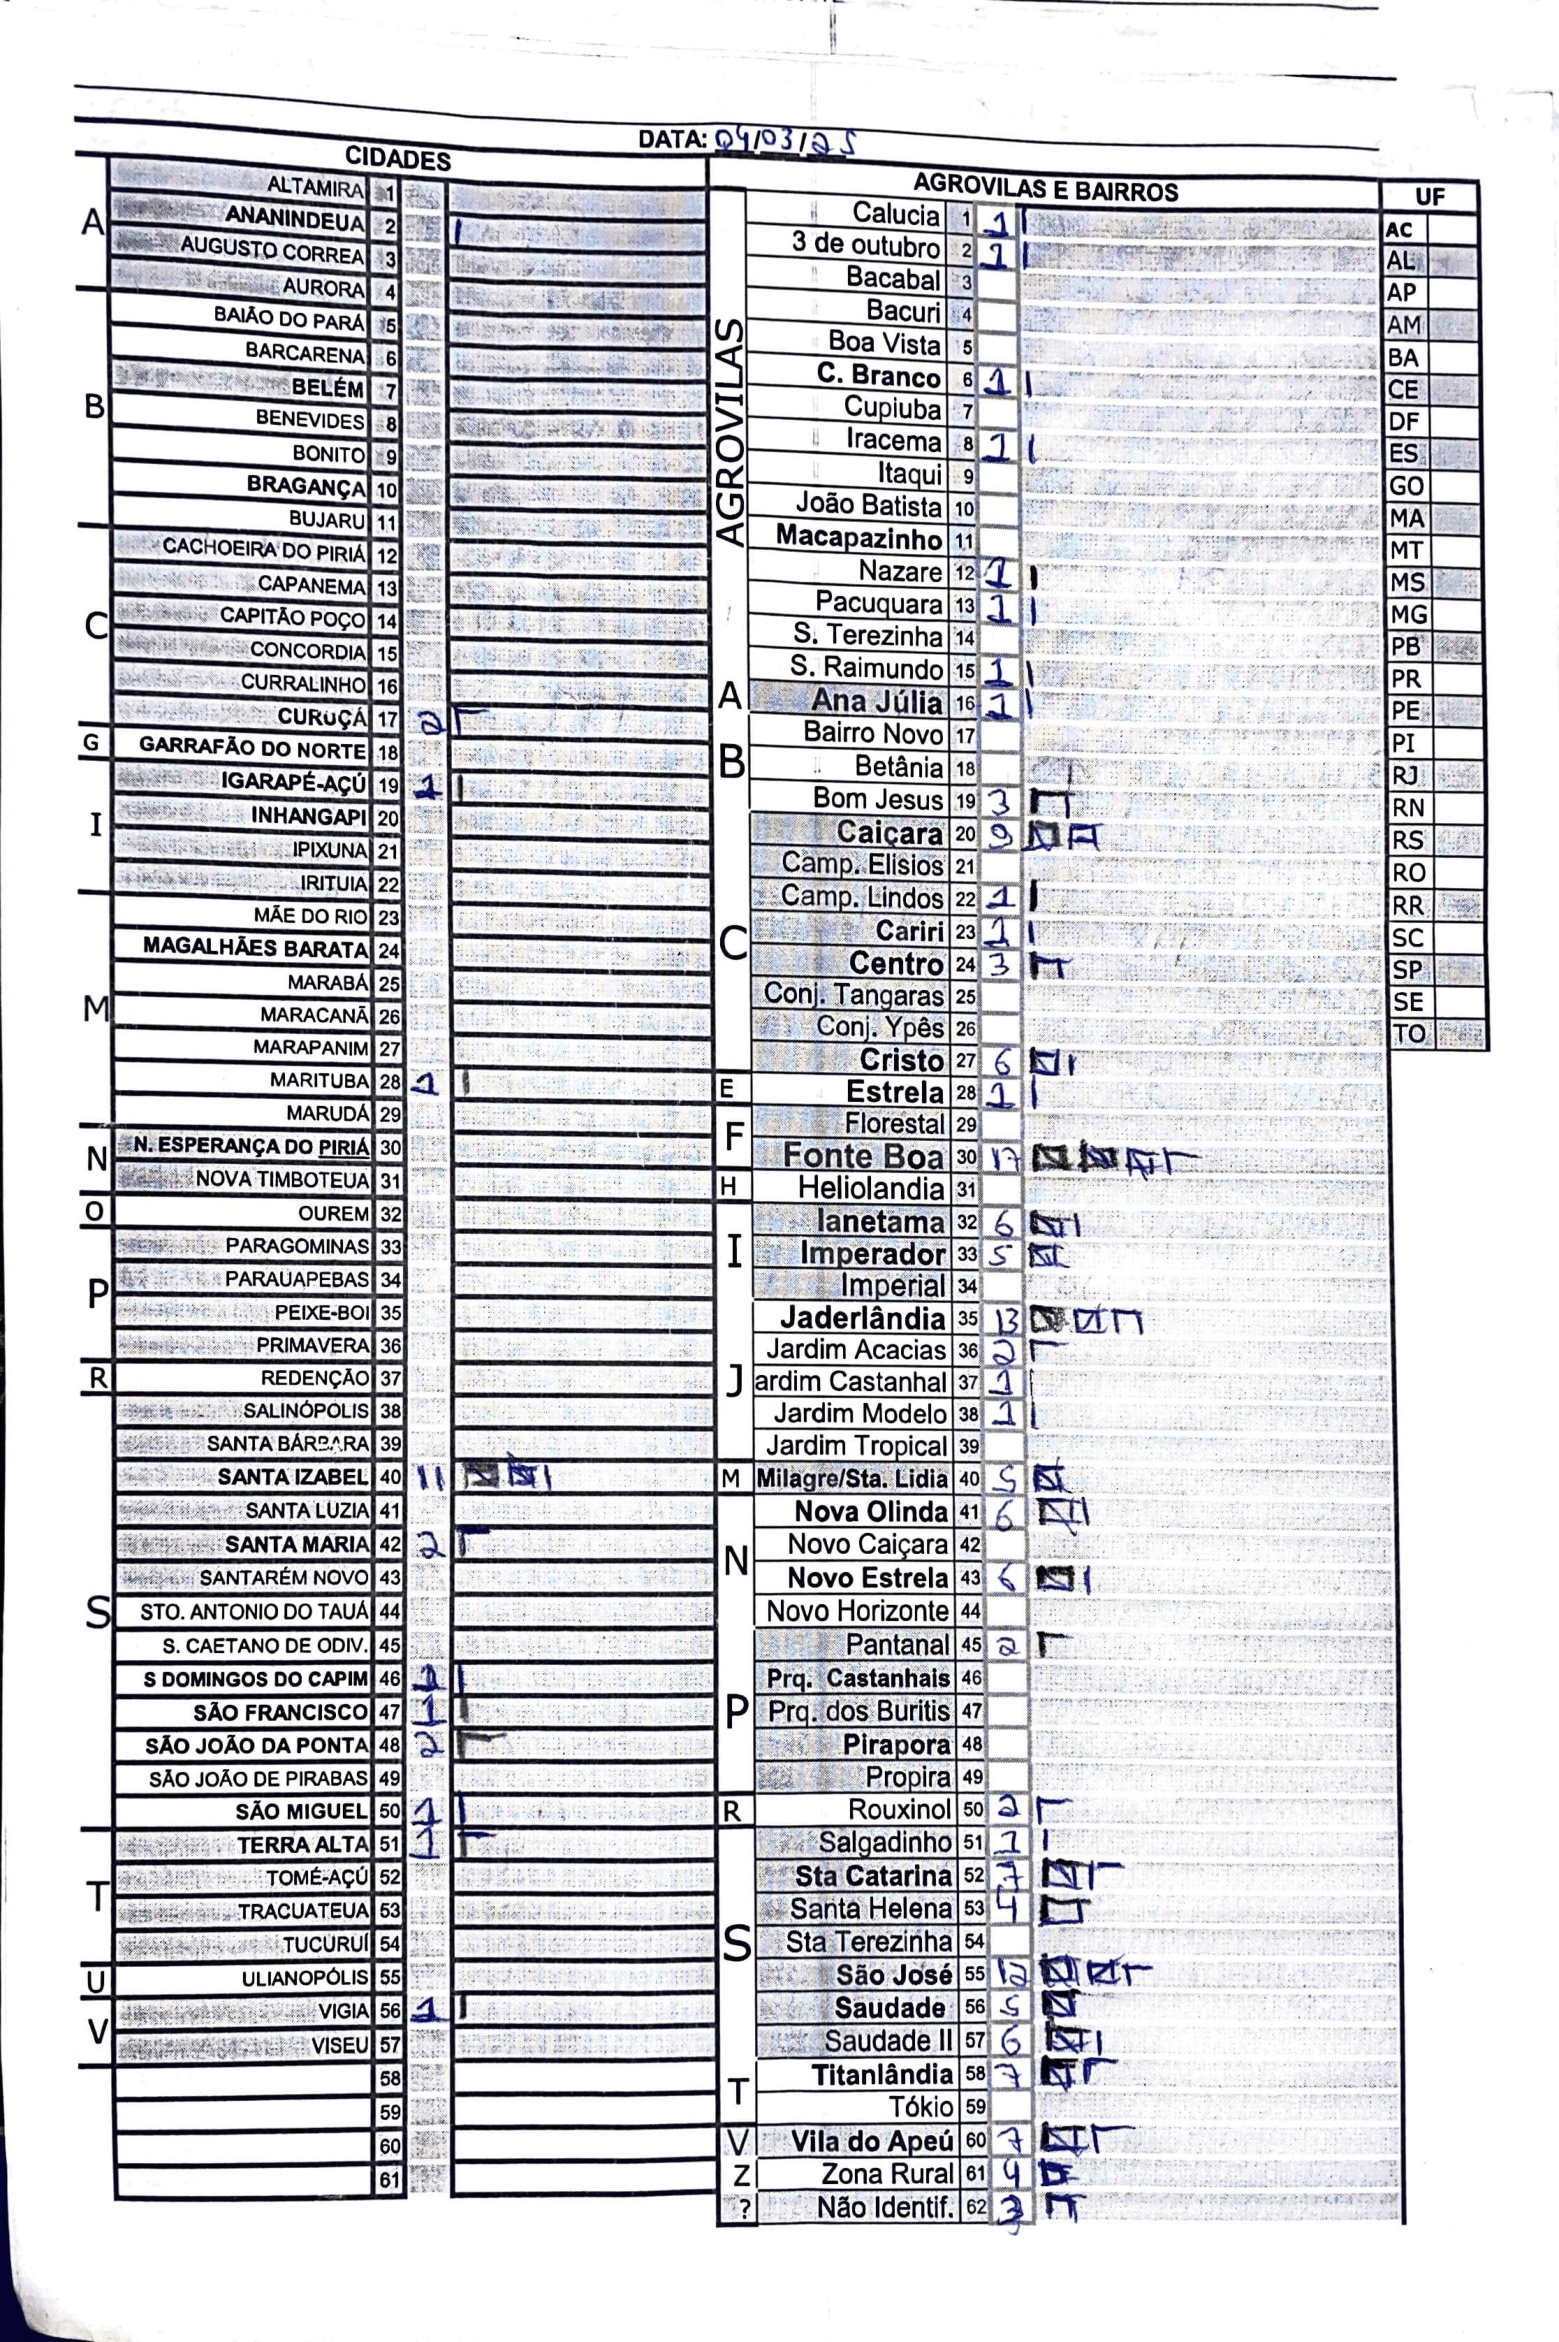 DATA: 04/03/25
CIDADES
A
ALTAMIRA 1
ANANINDEUA 2
AUGUSTO CORREA 3
AURORA 4
B
BAIÃO DO PARÁ 5
BARCARENA 6
BELÉM 7
BENEVIDES 8
BONITO 9
BRAGANÇA 10
BUJARU 11
C
CACHOEIRA DO PIRIÁ 12
CAPANEMA 13
CAPITÃO POÇO 14
CONCORDIA 15
CURRALINHO 16
CURUÇÁ 17 2
G
GARRAFÃO DO NORTE 18
I
IGARAPÉ-AÇÚ 19 1
INHANGAPI 20
IPIXUNA 21
IRITUIA 22
M
MÃE DO RIO 23
MAGALHÃES BARATA 24
MARABÁ 25
MARACANÃ 26
MARAPANIM 27
MARITUBA 28 1
MARUDÁ 29
N
N. ESPERANÇA DO PIRIÁ 30
NOVA TIMBOTEUA 31
O
OUREM 32
P
PARAGOMINAS 33
PARAUAPEBAS 34
PEIXE-BOI 35
PRIMAVERA 36
R
REDENÇÃO 37
S
SALINÓPOLIS 38
SANTA BÁRBARA 39
SANTA IZABEL 40 11
SANTA LUZIA 41
SANTA MARIA 42 2
SANTARÉM NOVO 43
STO. ANTONIO DO TAUÁ 44
S. CAETANO DE ODIV. 45
S DOMINGOS DO CAPIM 46 1
SÃO FRANCISCO 47 1
SÃO JOÃO DA PONTA 48 2
SÃO JOÃO DE PIRABAS 49
SÃO MIGUEL 50 1
T
TERRA ALTA 51 1
TOMÉ-AÇÚ 52
TRACUATEUA 53
TUCURUÍ 54
U
ULIANOPÓLIS 55
V
VIGIA 56 1
VISEU 57
58
59
60
61
AGROVILAS E BAIRROS
AGROVILAS
Calucia 1 1
3 de outubro 2 1
Bacabal 3
Bacuri 4
Boa Vista 5
C. Branco 6 1
Cupiuba 7
Iracema 8 1
Itaqui 9
João Batista 10
Macapazinho 11
Nazare 12 1
Pacuquara 13 1
S. Terezinha 14
S. Raimundo 15 1
A
Ana Júlia 16 1
B
Bairro Novo 17
Betânia 18
Bom Jesus 19 3
C
Caiçara 20 9
Camp. Elisios 21
Camp. Lindos 22 1
Cariri 23 1
Centro 24 3
Conj. Tangaras 25
Conj. Ypês 26
Cristo 27 6
E
Estrela 28 1
F
Florestal 29
Fonte Boa 30 17
H
Heliolandia 31
I
Ianetama 32 6
Imperador 33 5
Imperial 34
J
Jaderlândia 35 13
Jardim Acacias 36 2
ardim Castanhal 37 1
Jardim Modelo 38 1
Jardim Tropical 39
M
Milagre/Sta. Lidia 40 5
N
Nova Olinda 41 6
Novo Caiçara 42
Novo Estrela 43 6
Novo Horizonte 44
P
Pantanal 45 2
Prq. Castanhais 46
Prq. dos Buritis 47
Pirapora 48
Propira 49
R
Rouxinol 50 2
S
Salgadinho 51 1
Sta Catarina 52 7
Santa Helena 53 4
Sta Terezinha 54
São José 55 12
Saudade 56 5
Saudade II 57 6
T
Titanlândia 58 7
Tókio 59
V
Vila do Apeú 60 7
Z
Zona Rural 61 4
?
Não Identif. 62 3
UF
AC
AL
AP
AM
BA
CE
DF
ES
GO
MA
MT
MS
MG
PB
PR
PE
PI
RJ
RN
RS
RO
RR
SC
SP
SE
TO